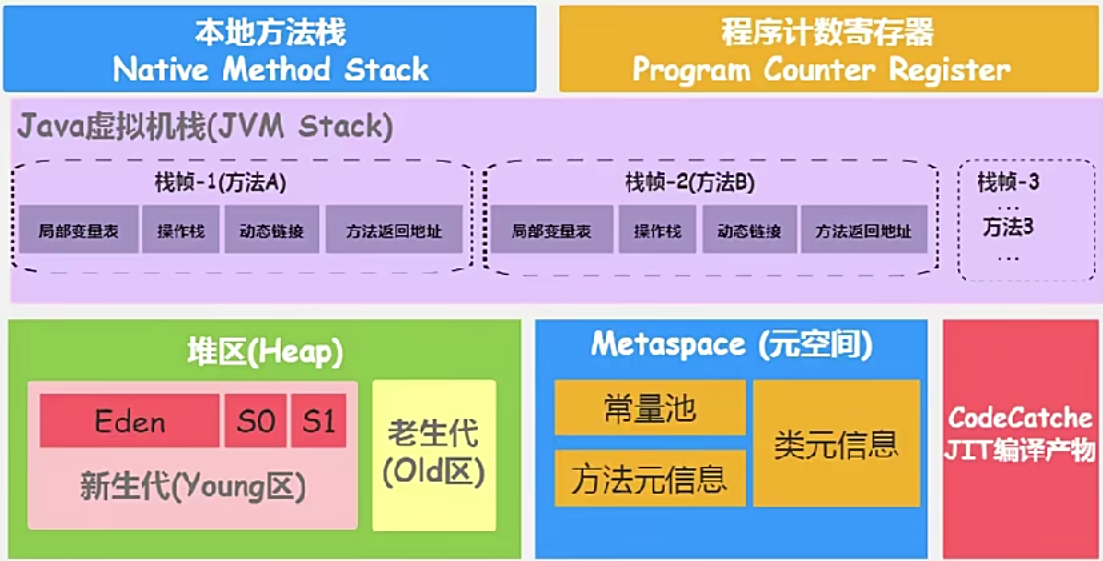 本地方法栈
Native Method Stack
程序计数寄存器
Program Counter Register
Java虚拟机栈(JVM Stack)
栈帧-1(方法A)
局部变量表
操作栈
动态链接
方法返回地址
栈帧-2(方法B)
局部变量表
操作栈
动态链接
方法返回地址
栈帧-3
...
方法3
...
堆区(Heap)
Eden
S0
S1
新生代(Young区)
老生代
(Old区)
Metaspace (元空间)
常量池
方法元信息
类元信息
CodeCatche
JIT编译产物